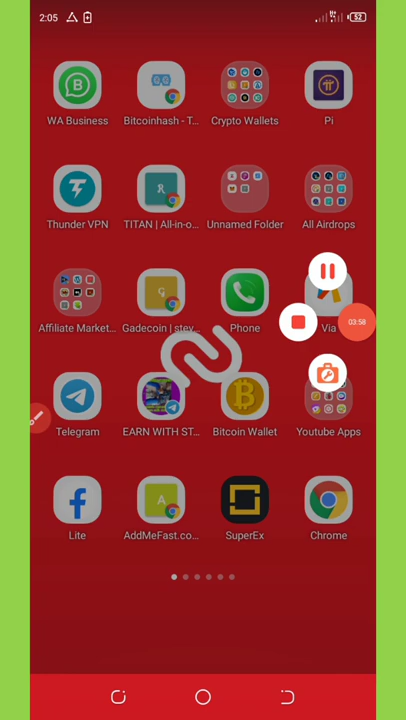 2:05
52
WA Business
Bitcoinhash - T...
Crypto Wallets
Pi
Thunder VPN
TITAN | All-in-o...
Unnamed Folder
All Airdrops
Affiliate Market...
Gadecoin | stev...
Phone
Via
03:58
Telegram
EARN WITH ST...
Bitcoin Wallet
Youtube Apps
Lite
A
AddMeFast.co...
SuperEx
Chrome